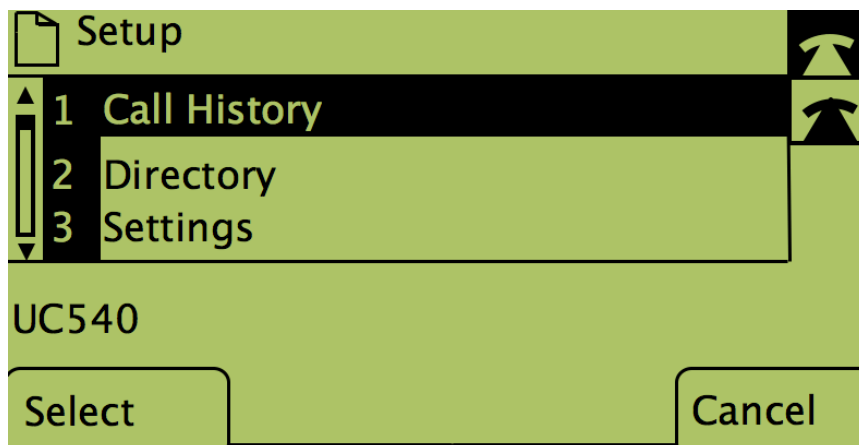 Setup
1 Call History
2 Directory
3 Settings
UC540
Select Cancel